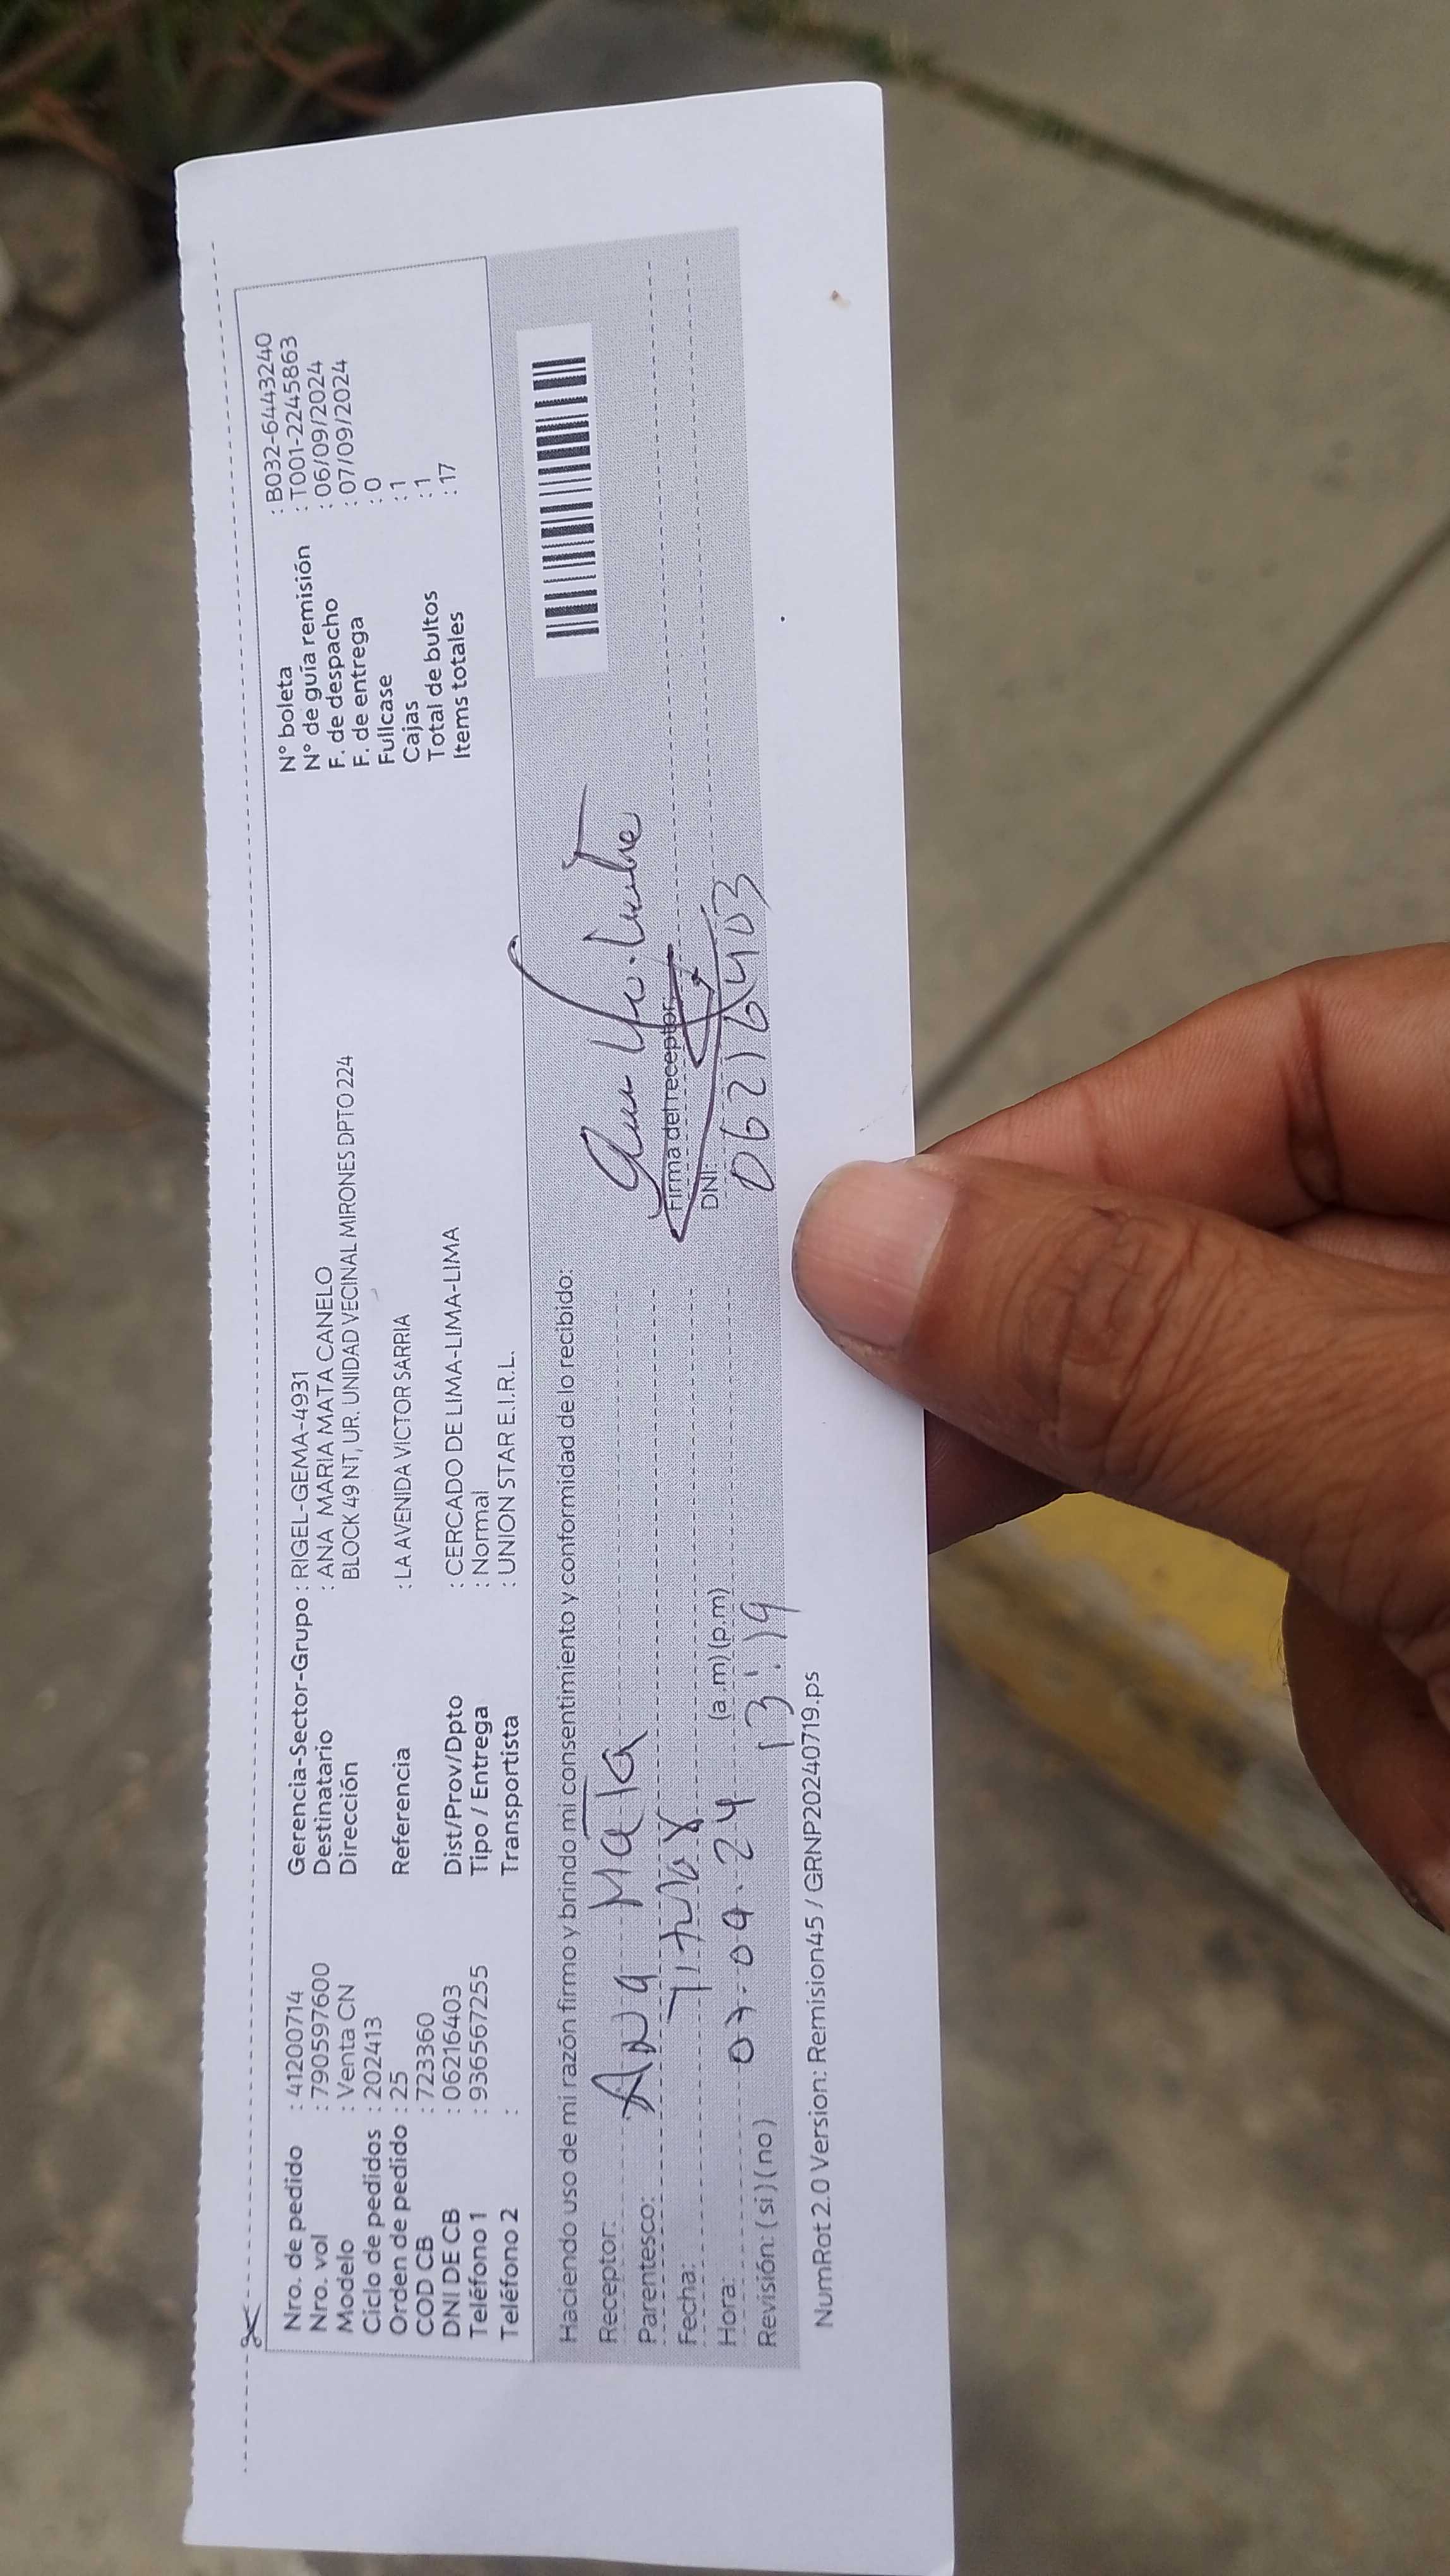 Nro. de pedido : 41200714
Nro. vol : 790597600
Modelo : Venta CN
Ciclo de pedidos : 202413
Orden de pedido : 25
COD CB : 723360
DNI DE CB : 06216403
Teléfono 1 : 936567255
Teléfono 2 :
Gerencia-Sector-Grupo : RIGEL-GEMA-4931
Destinatario : ANA MARIA MATA CANELO
Dirección BLOCK 49 NT, UR. UNIDAD VECINAL MIRONES DPTO 224
Referencia : LA AVENIDA VICTOR SARRIA
Dist/Prov/Dpto : CERCADO DE LIMA-LIMA-LIMA
Tipo / Entrega : Normal
Transportista : UNION STAR E.I.R.L.
N° boleta : B032-6443240
N° de guía remisión : T001-2245863
F. de despacho : 06/09/2024
F. de entrega : 07/09/2024
Fullcase : 0
Cajas : 1
Total de bultos : 1
Items totales : 17
Haciendo uso de mi razón firmo y brindo mi consentimiento y conformidad de lo recibido:
Receptor: Ana Mata
Parentesco:
Fecha: 07-09-24
Hora: (a.m) (p.m) 13:19
Revisión: ( si ) ( no )
Firma del receptor
DNI: 06216403
NumRot 2.0 Version: Remision45 / GRNP20240719.ps